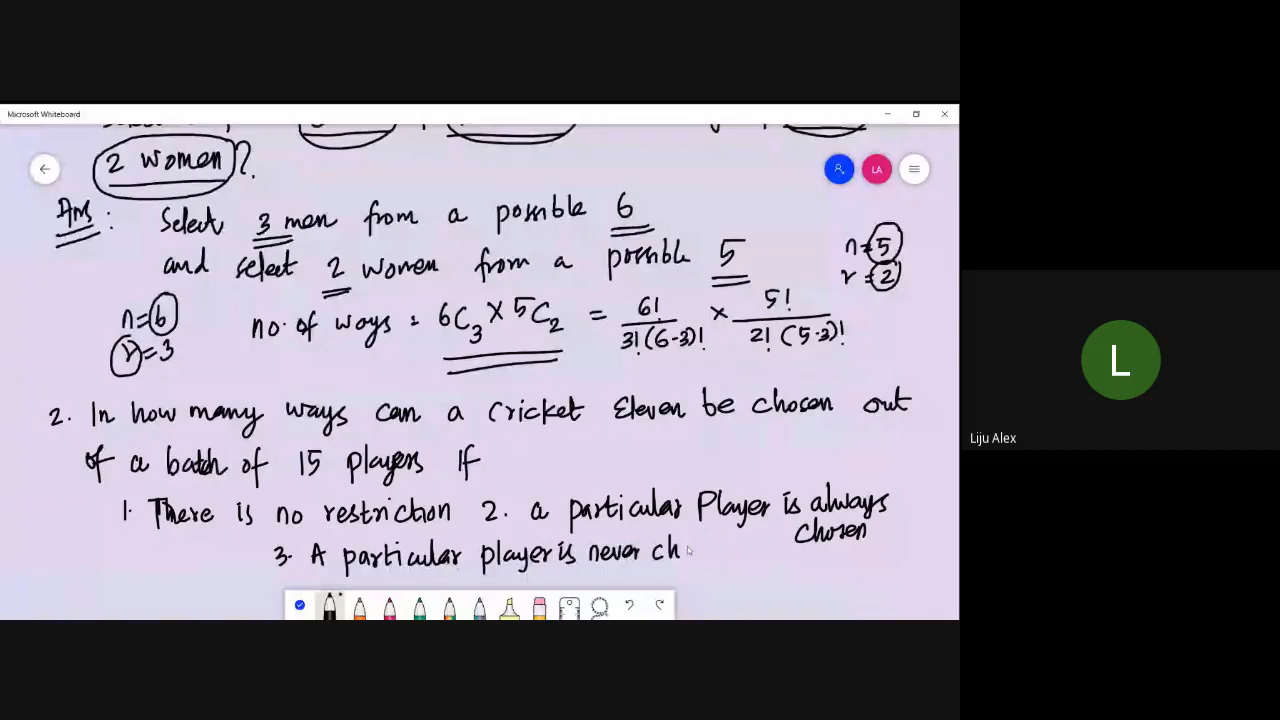 Microsoft Whiteboard
2 women ?.
LA
Ans : Select 3 men from a possible 6
and select 2 women from a possible 5
n=5
r=2
n=6
r=3
no. of ways = 6C3 × 5C2 = 6!/3!(6-3)! × 5!/2!(5-3)!
2. In how many ways can a Cricket Eleven be chosen out
of a batch of 15 players If
1. There is no restriction 2. a particular Player is always
chosen
3. A particular player is never ch
L
Liju Alex